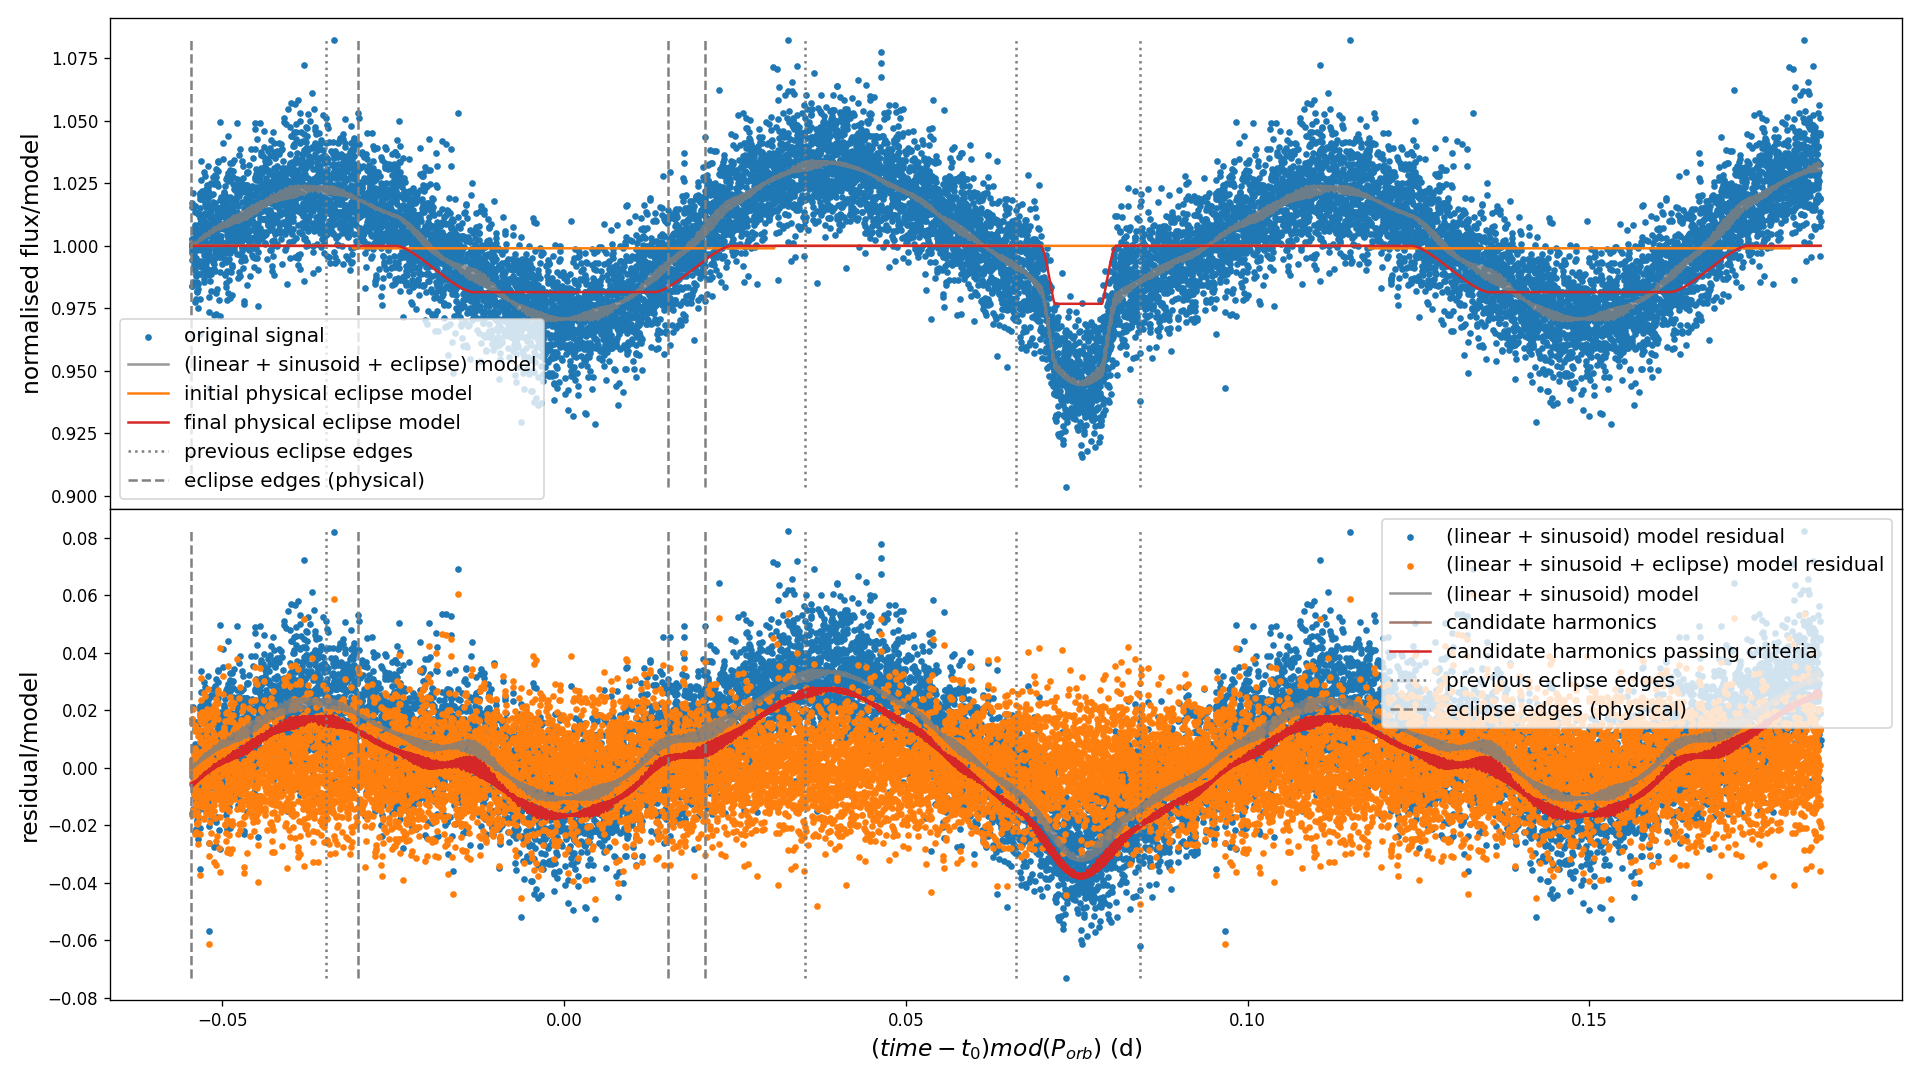 normalised flux/model
1.075
1.050
1.025
1.000
0.975
0.950
0.925
0.900
original signal
(linear + sinusoid + eclipse) model
initial physical eclipse model
final physical eclipse model
previous eclipse edges
eclipse edges (physical)
residual/model
0.08
0.06
0.04
0.02
0.00
−0.02
−0.04
−0.06
−0.08
(linear + sinusoid) model residual
(linear + sinusoid + eclipse) model residual
(linear + sinusoid) model
candidate harmonics
candidate harmonics passing criteria
previous eclipse edges
eclipse edges (physical)
−0.05 0.00 0.05 0.10 0.15
(time − t₀)mod(P_orb) (d)